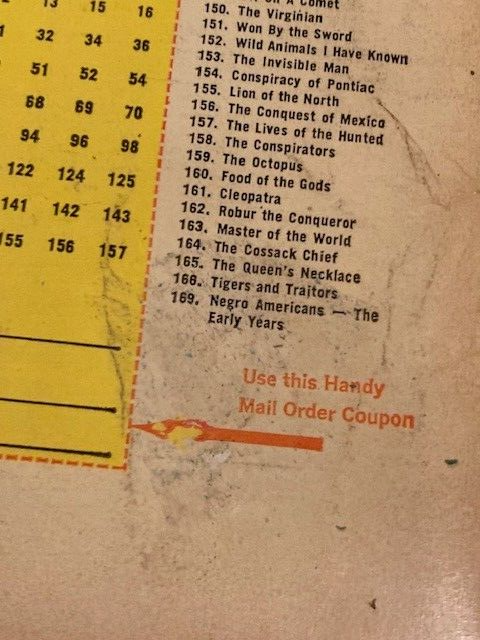 13 15 16
32 34 36
51 52 54
68 69 70
94 96 98
122 124 125
141 142 143
155 156 157
A Comet
150. The Virginian
151. Won By the Sword
152. Wild Animals I Have Known
153. The Invisible Man
154. Conspiracy of Pontiac
155. Lion of the North
156. The Conquest of Mexico
157. The Lives of the Hunted
158. The Conspirators
159. The Octopus
160. Food of the Gods
161. Cleopatra
162. Robur the Conqueror
163. Master of the World
164. The Cossack Chief
165. The Queen's Necklace
166. Tigers and Traitors
169. Negro Americans — The
Early Years
Use this Handy
Mail Order Coupon